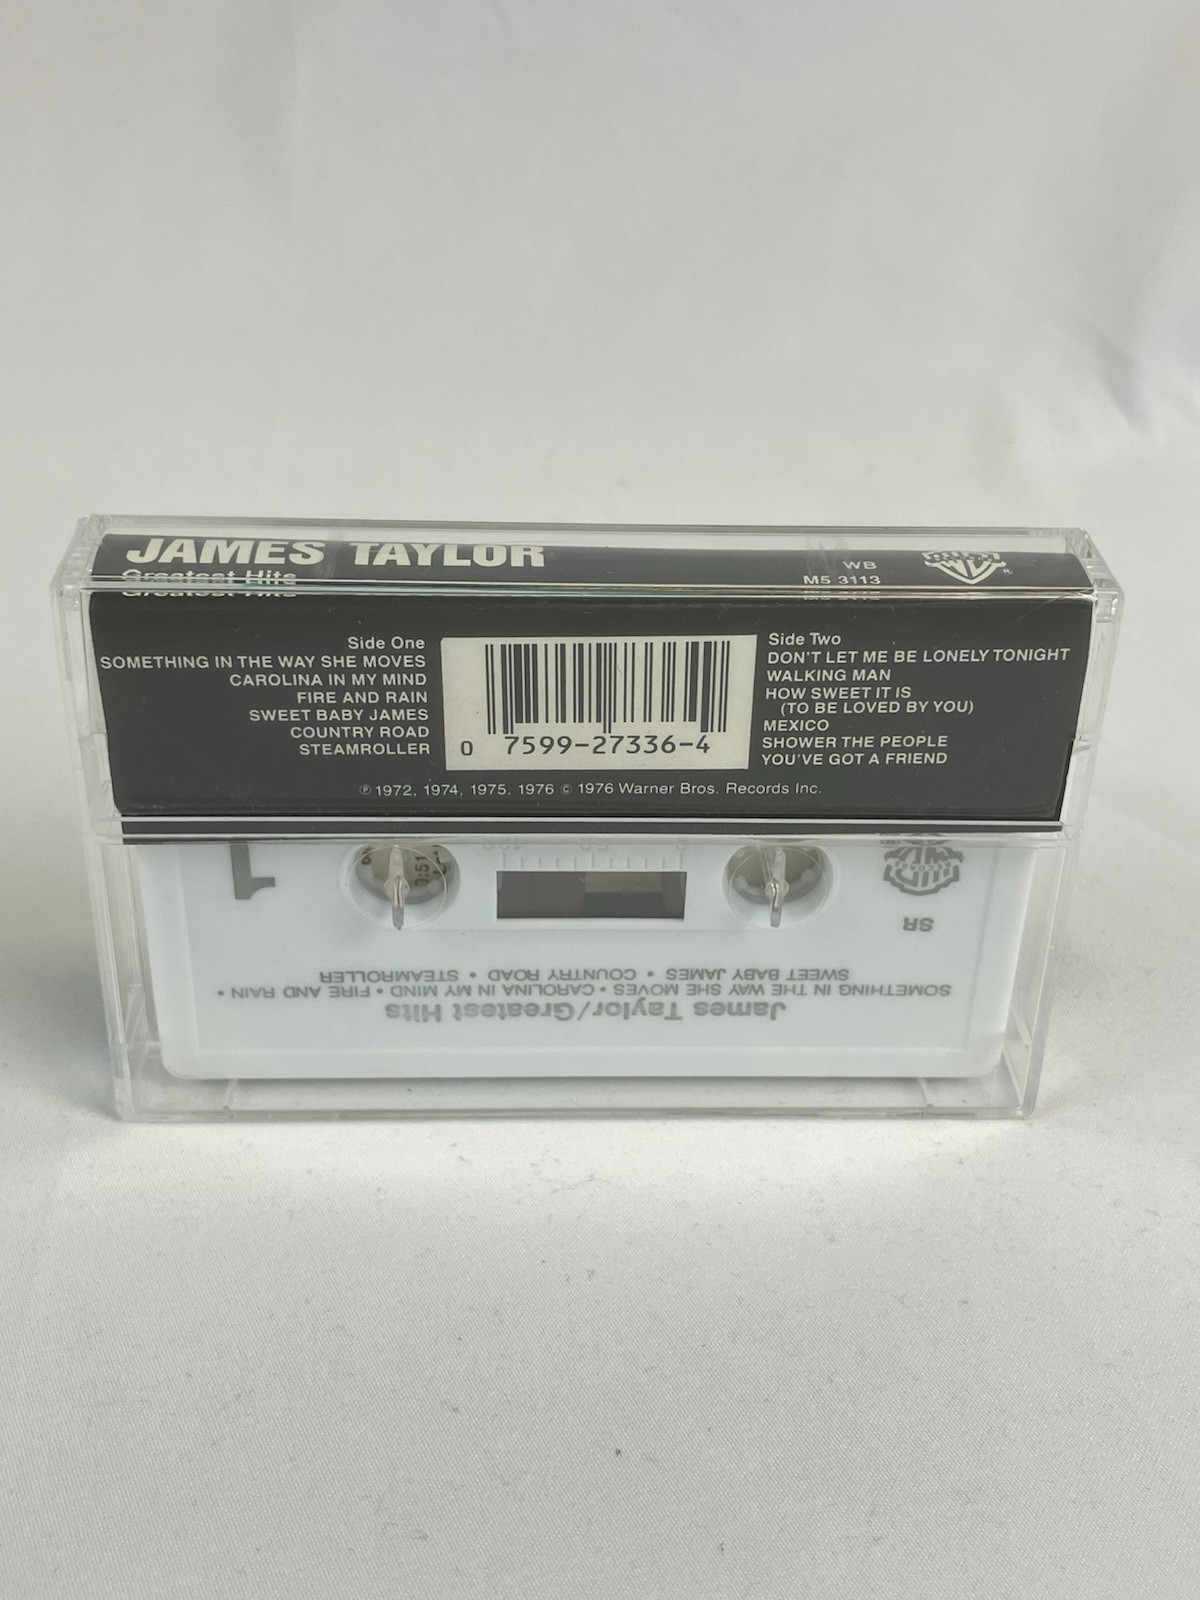 JAMES TAYLOR
Greatest Hits
WB
M5 3113
Side One
SOMETHING IN THE WAY SHE MOVES
CAROLINA IN MY MIND
FIRE AND RAIN
SWEET BABY JAMES
COUNTRY ROAD
STEAMROLLER
0 7599-27336-4
Side Two
DON'T LET ME BE LONELY TONIGHT
WALKING MAN
HOW SWEET IT IS
(TO BE LOVED BY YOU)
MEXICO
SHOWER THE PEOPLE
YOU'VE GOT A FRIEND
℗ 1972, 1974, 1975, 1976 © 1976 Warner Bros. Records Inc.
James Taylor/Greatest Hits
SOMETHING IN THE WAY SHE MOVES • CAROLINA IN MY MIND • FIRE AND RAIN •
SWEET BABY JAMES • COUNTRY ROAD • STEAMROLLER
SR
0 50 100
1